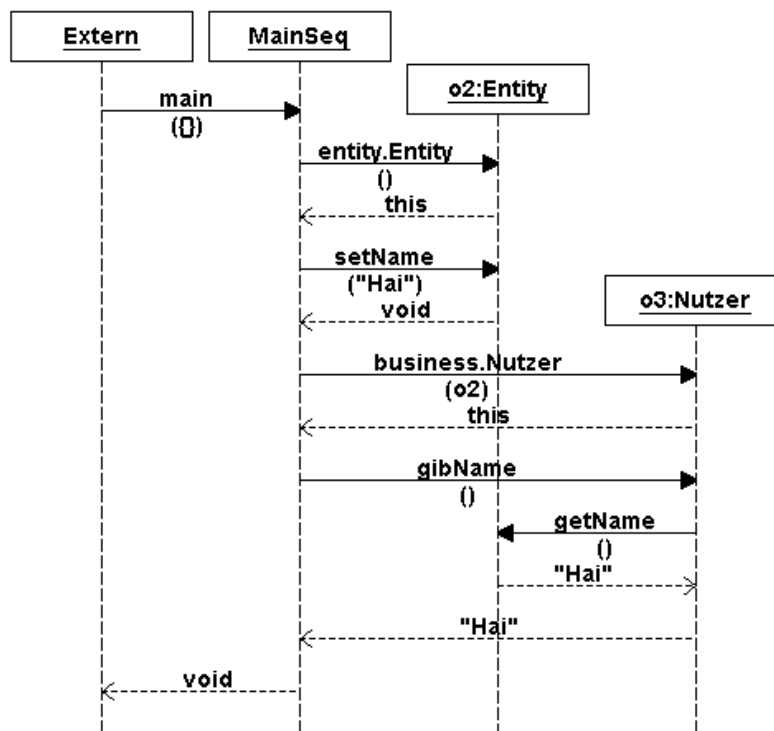 Extern
MainSeq
o2:Entity
main
({})
entity.Entity
()
this
setName
("Hai")
o3:Nutzer
void
business.Nutzer
(o2)
this
gibName
()
getName
()
"Hai"
"Hai"
void